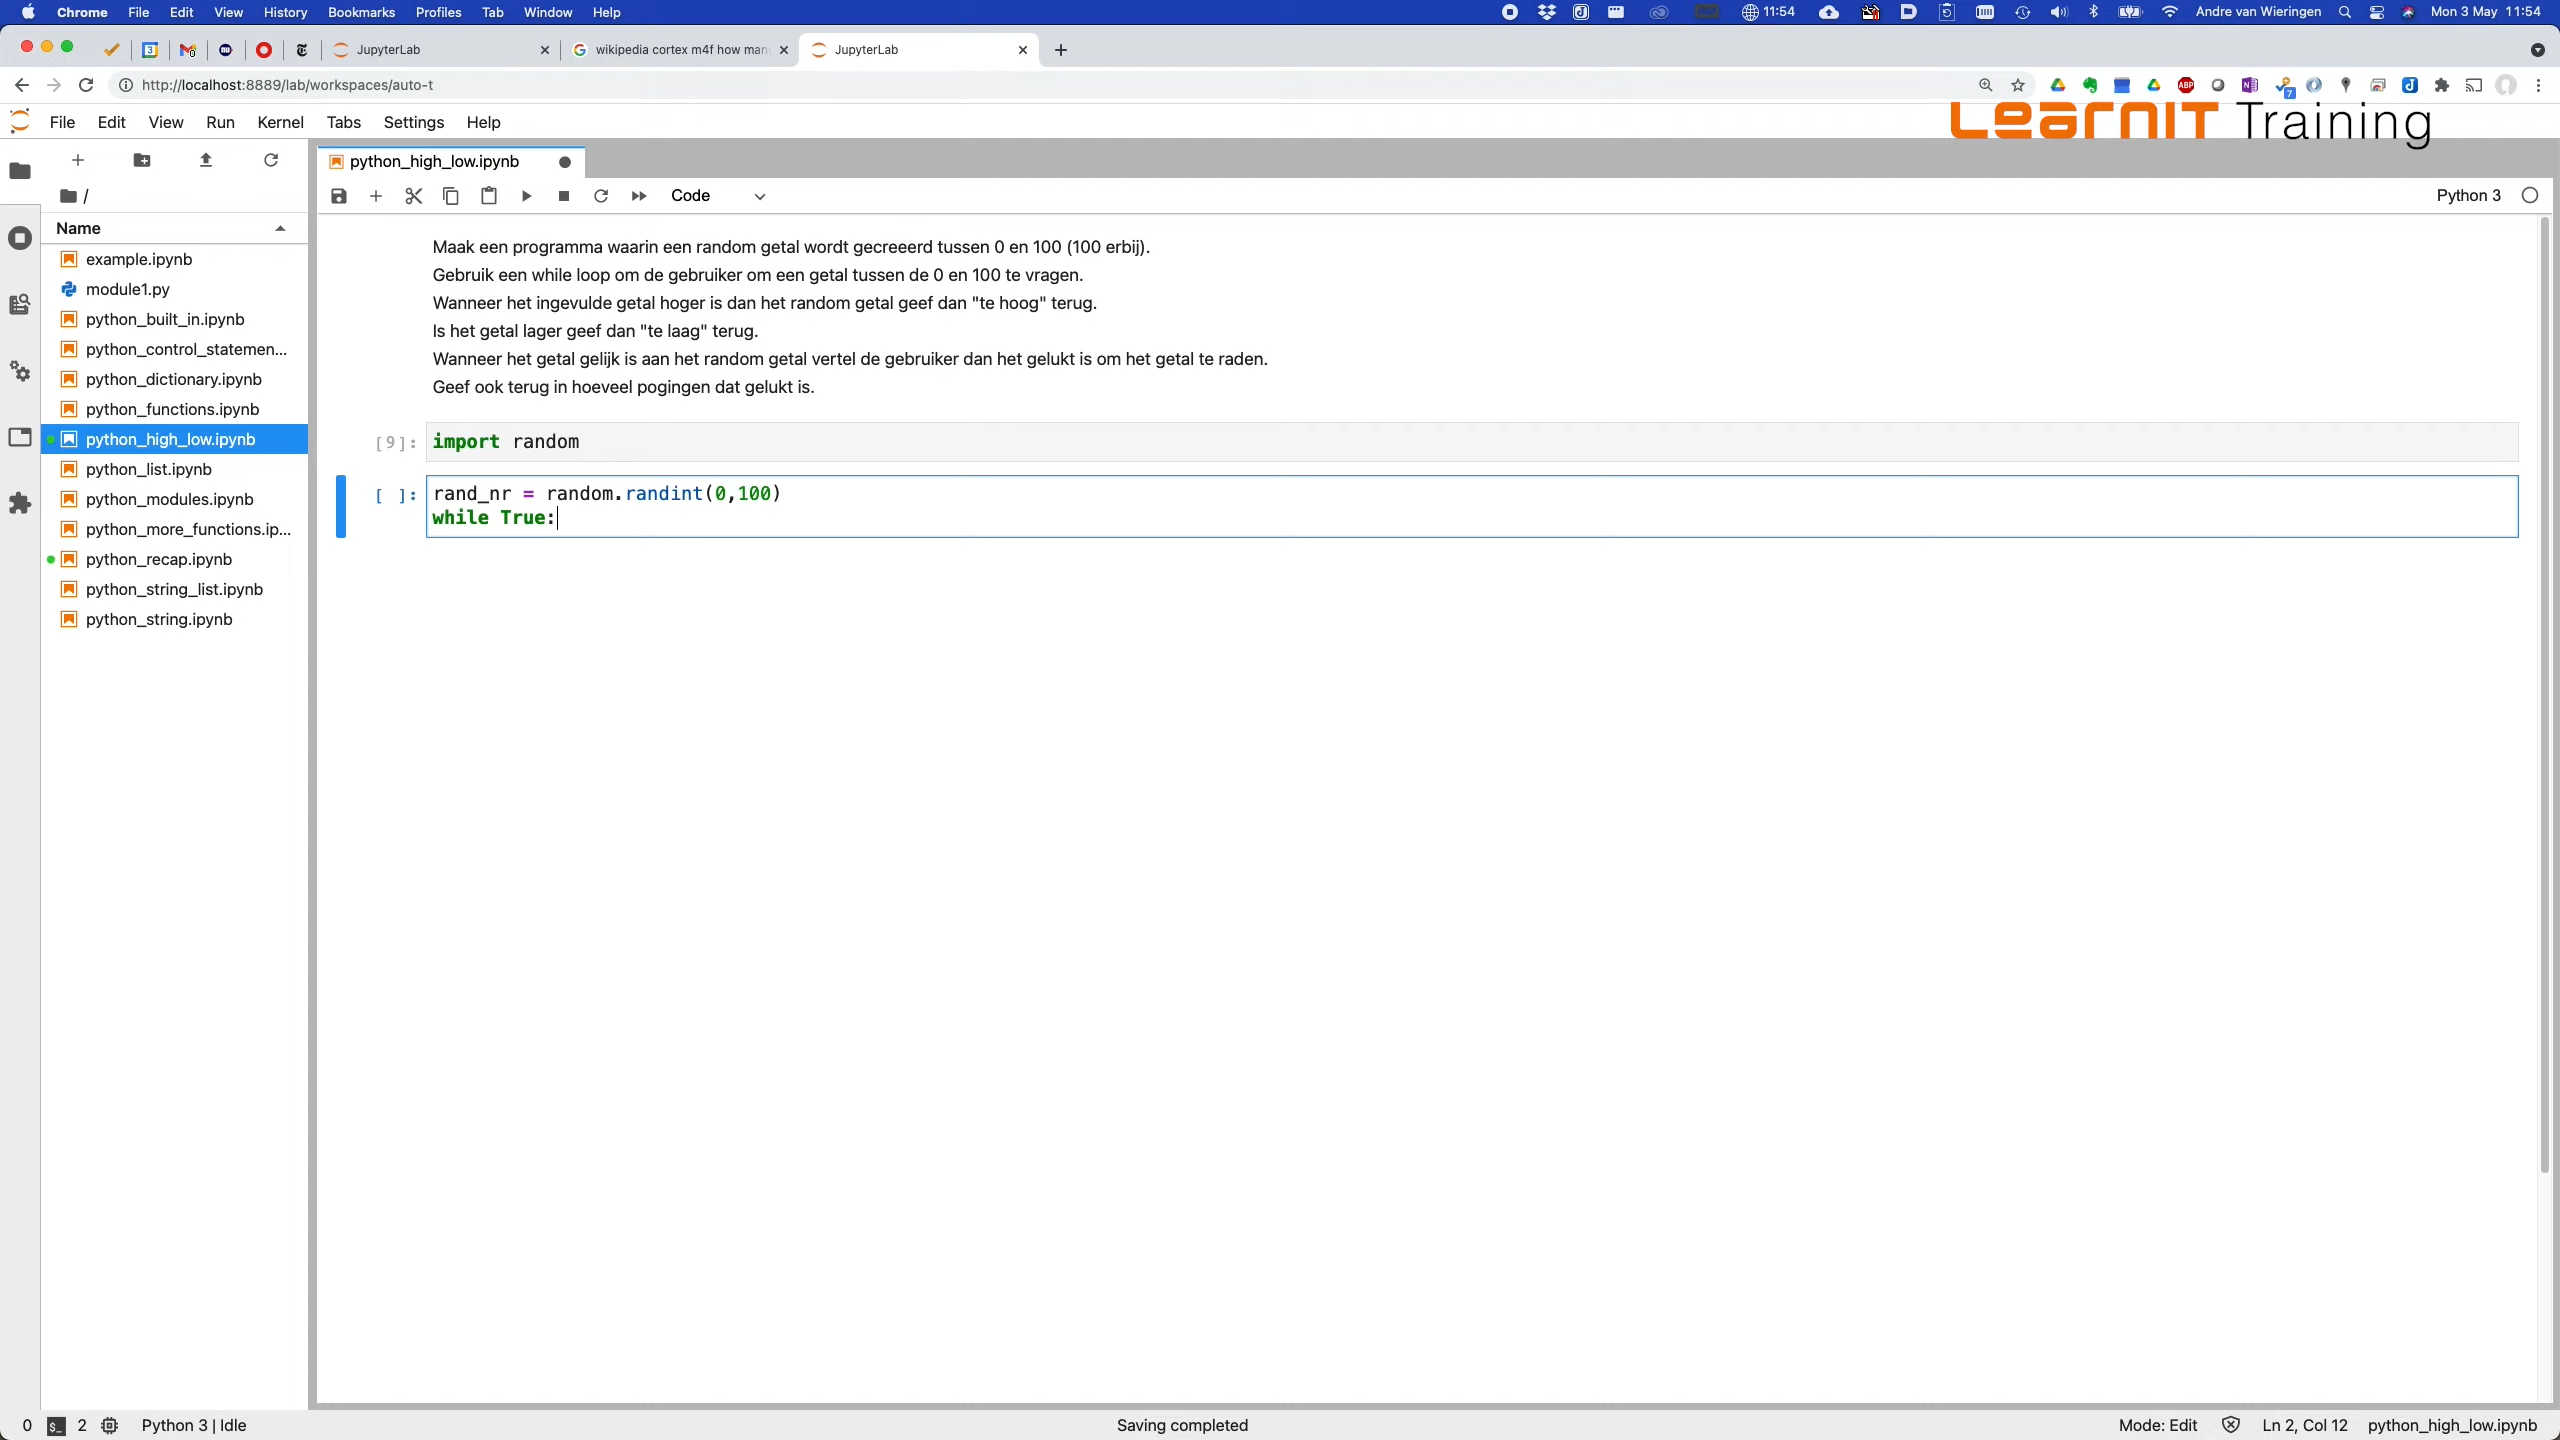 Chrome File Edit View History Bookmarks Profiles Tab Window Help 11:54 Andre van Wieringen Mon 3 May 11:54
JupyterLab wikipedia cortex m4f how man JupyterLab
http://localhost:8889/lab/workspaces/auto-t
File Edit View Run Kernel Tabs Settings Help
LearnIT Training
python_high_low.ipynb
/
Code
Python 3
Name
example.ipynb
module1.py
python_built_in.ipynb
python_control_statemen...
python_dictionary.ipynb
python_functions.ipynb
python_high_low.ipynb
python_list.ipynb
python_modules.ipynb
python_more_functions.ip...
python_recap.ipynb
python_string_list.ipynb
python_string.ipynb
Maak een programma waarin een random getal wordt gecreeerd tussen 0 en 100 (100 erbij).
Gebruik een while loop om de gebruiker om een getal tussen de 0 en 100 te vragen.
Wanneer het ingevulde getal hoger is dan het random getal geef dan "te hoog" terug.
Is het getal lager geef dan "te laag" terug.
Wanneer het getal gelijk is aan het random getal vertel de gebruiker dan het gelukt is om het getal te raden.
Geef ook terug in hoeveel pogingen dat gelukt is.
[9]: import random
[ ]: rand_nr = random.randint(0,100)
while True:
0 2 Python 3 | Idle Saving completed Mode: Edit Ln 2, Col 12 python_high_low.ipynb